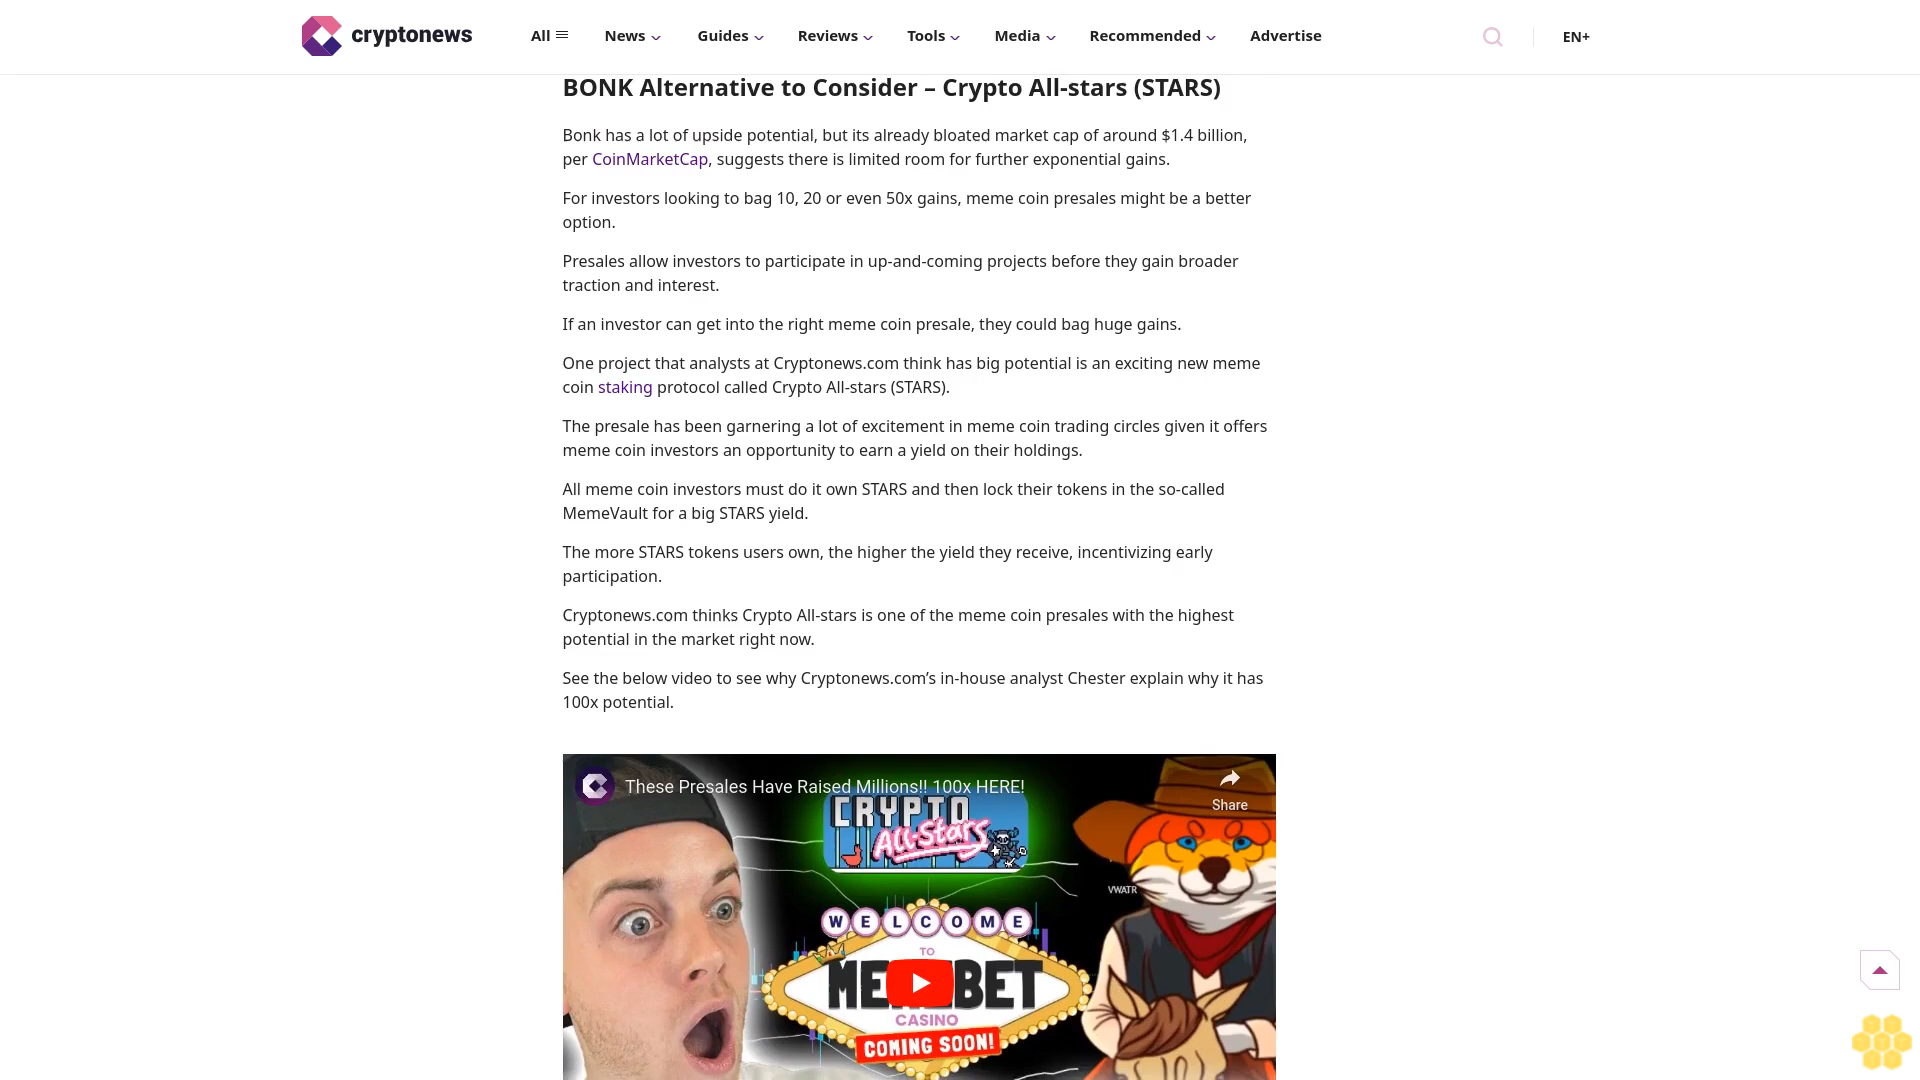 cryptonews
All
News
Guides
Reviews
Tools
Media
Recommended
Advertise
EN+
BONK Alternative to Consider – Crypto All-stars (STARS)
Bonk has a lot of upside potential, but its already bloated market cap of around $1.4 billion,
per CoinMarketCap, suggests there is limited room for further exponential gains.
For investors looking to bag 10, 20 or even 50x gains, meme coin presales might be a better
option.
Presales allow investors to participate in up-and-coming projects before they gain broader
traction and interest.
If an investor can get into the right meme coin presale, they could bag huge gains.
One project that analysts at Cryptonews.com think has big potential is an exciting new meme
coin staking protocol called Crypto All-stars (STARS).
The presale has been garnering a lot of excitement in meme coin trading circles given it offers
meme coin investors an opportunity to earn a yield on their holdings.
All meme coin investors must do it own STARS and then lock their tokens in the so-called
MemeVault for a big STARS yield.
The more STARS tokens users own, the higher the yield they receive, incentivizing early
participation.
Cryptonews.com thinks Crypto All-stars is one of the meme coin presales with the highest
potential in the market right now.
See the below video to see why Cryptonews.com’s in-house analyst Chester explain why it has
100x potential.
These Presales Have Raised Millions!! 100x HERE!
Share
CRYPTO
All-Stars
VWATR
WELCOME
TO
BET
CASINO
COMING SOON!